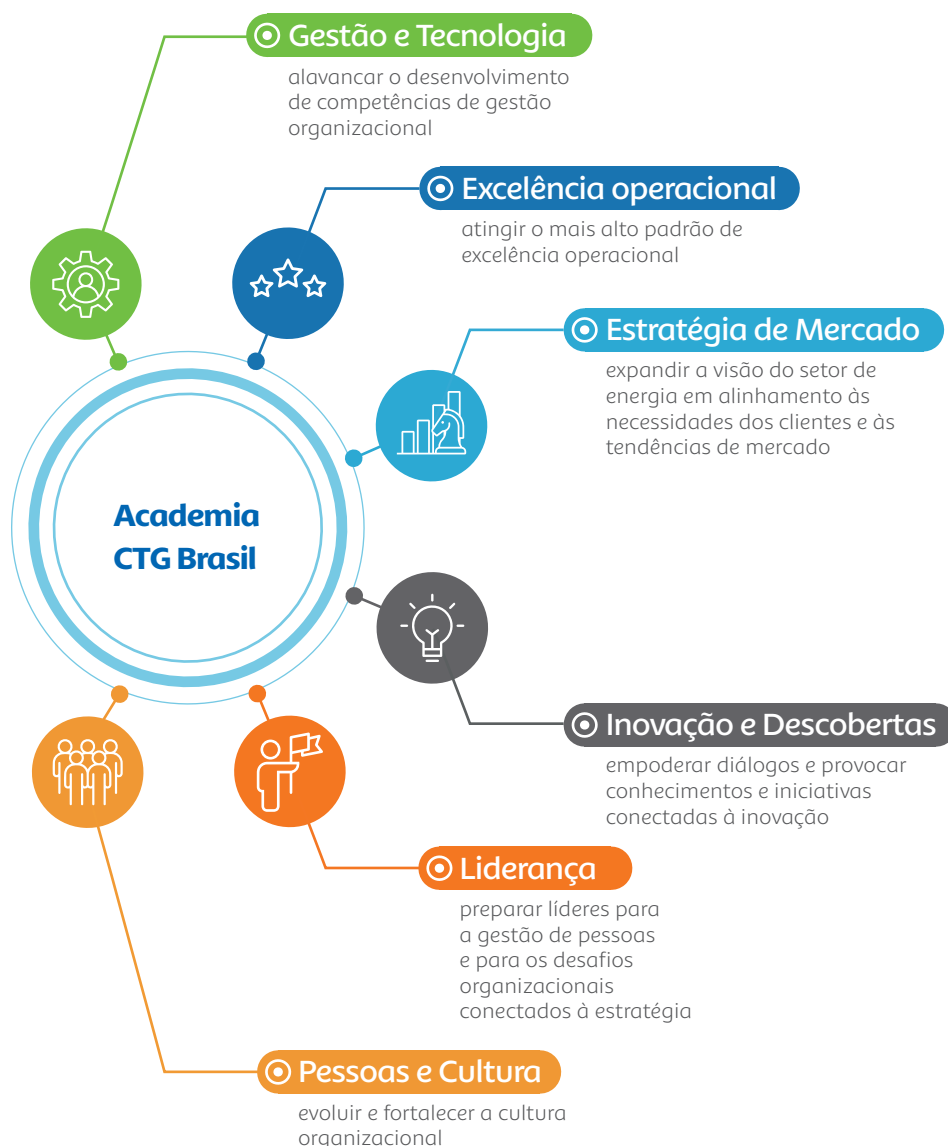 Gestão e Tecnologia
alavancar o desenvolvimento
de competências de gestão
organizacional
Excelência operacional
atingir o mais alto padrão de
excelência operacional
Estratégia de Mercado
expandir a visão do setor de
energia em alinhamento às
necessidades dos clientes e às
tendências de mercado
Academia
CTG Brasil
Inovação e Descobertas
empoderar diálogos e provocar
conhecimentos e iniciativas
conectadas à inovação
Liderança
preparar líderes para
a gestão de pessoas
e para os desafios
organizacionais
conectados à estratégia
Pessoas e Cultura
evoluir e fortalecer a cultura
organizacional